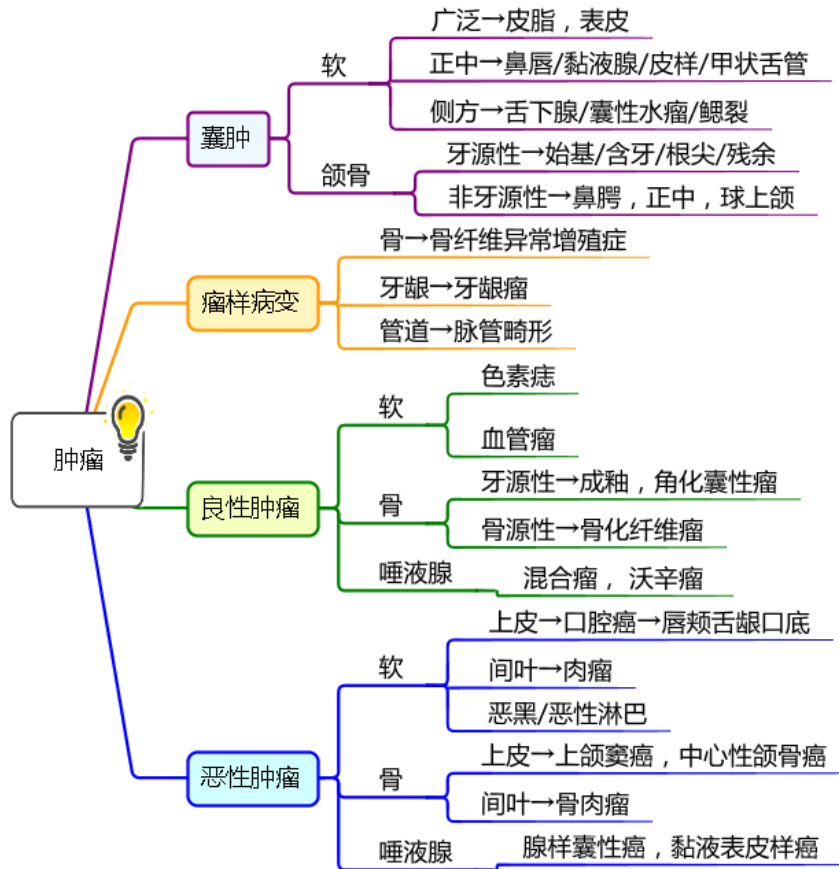 肿瘤
囊肿
软
广泛→皮脂，表皮
正中→鼻唇/黏液腺/皮样/甲状舌管
侧方→舌下腺/囊性水瘤/鳃裂
颌骨
牙源性→始基/含牙/根尖/残余
非牙源性→鼻腭，正中，球上颌
瘤样病变
骨→骨纤维异常增殖症
牙龈→牙龈瘤
管道→脉管畸形
良性肿瘤
软
色素痣
血管瘤
骨
牙源性→成釉，角化囊性瘤
骨源性→骨化纤维瘤
唾液腺
混合瘤，沃辛瘤
恶性肿瘤
软
上皮→口腔癌→唇颊舌龈口底
间叶→肉瘤
恶黑/恶性淋巴
骨
上皮→上颌窦癌，中心性颌骨癌
间叶→骨肉瘤
唾液腺
腺样囊性癌，黏液表皮样癌